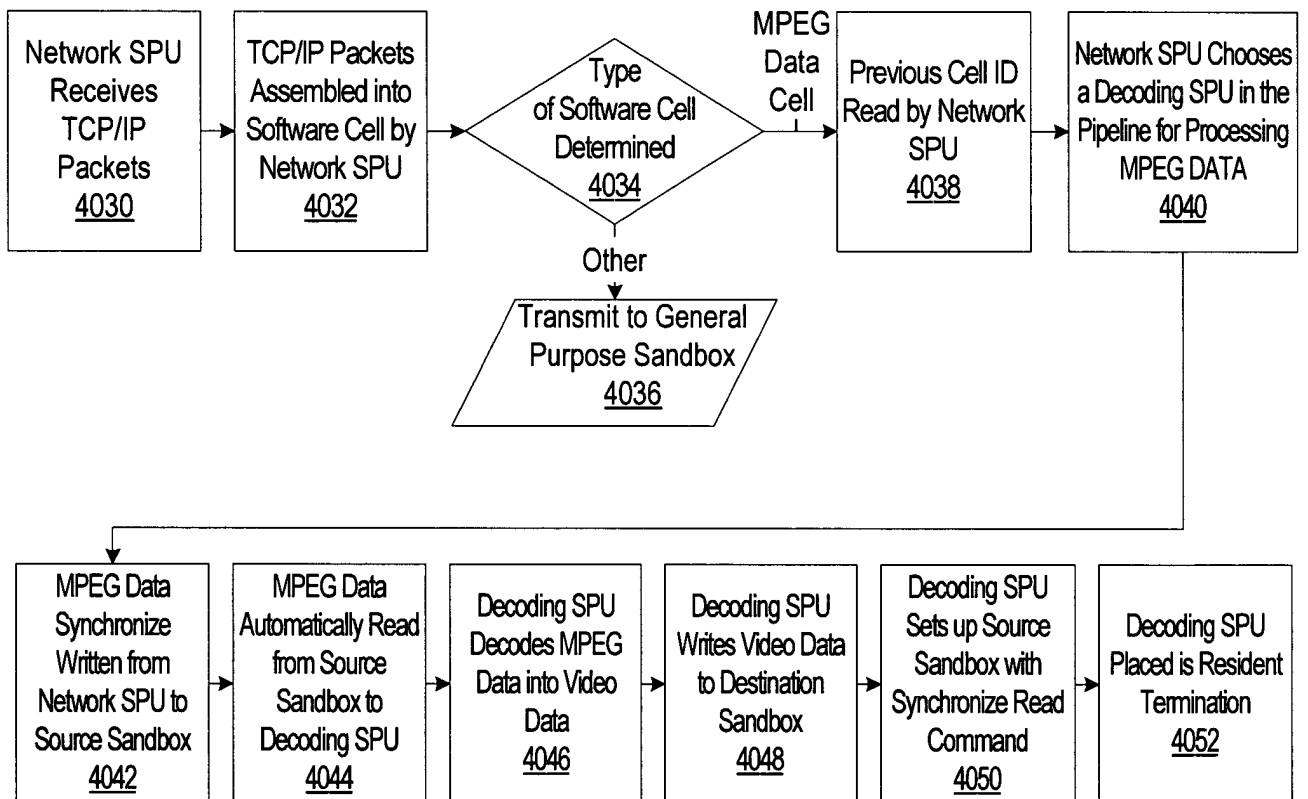 Network SPU
Receives
TCP/IP
Packets
4030
TCP/IP Packets
Assembled into
Software Cell by
Network SPU
4032
Type
of Software Cell
Determined
4034
MPEG
Data
Cell
Previous Cell ID
Read by Network
SPU
4038
Network SPU Chooses
a Decoding SPU in the
Pipeline for Processing
MPEG DATA
4040
Other
Transmit to General
Purpose Sandbox
4036
MPEG Data
Synchronize
Written from
Network SPU to
Source Sandbox
4042
MPEG Data
Automatically Read
from Source
Sandbox to
Decoding SPU
4044
Decoding SPU
Decodes MPEG
Data into Video
Data
4046
Decoding SPU
Writes Video Data
to Destination
Sandbox
4048
Decoding SPU
Sets up Source
Sandbox with
Synchronize Read
Command
4050
Decoding SPU
Placed is Resident
Termination
4052